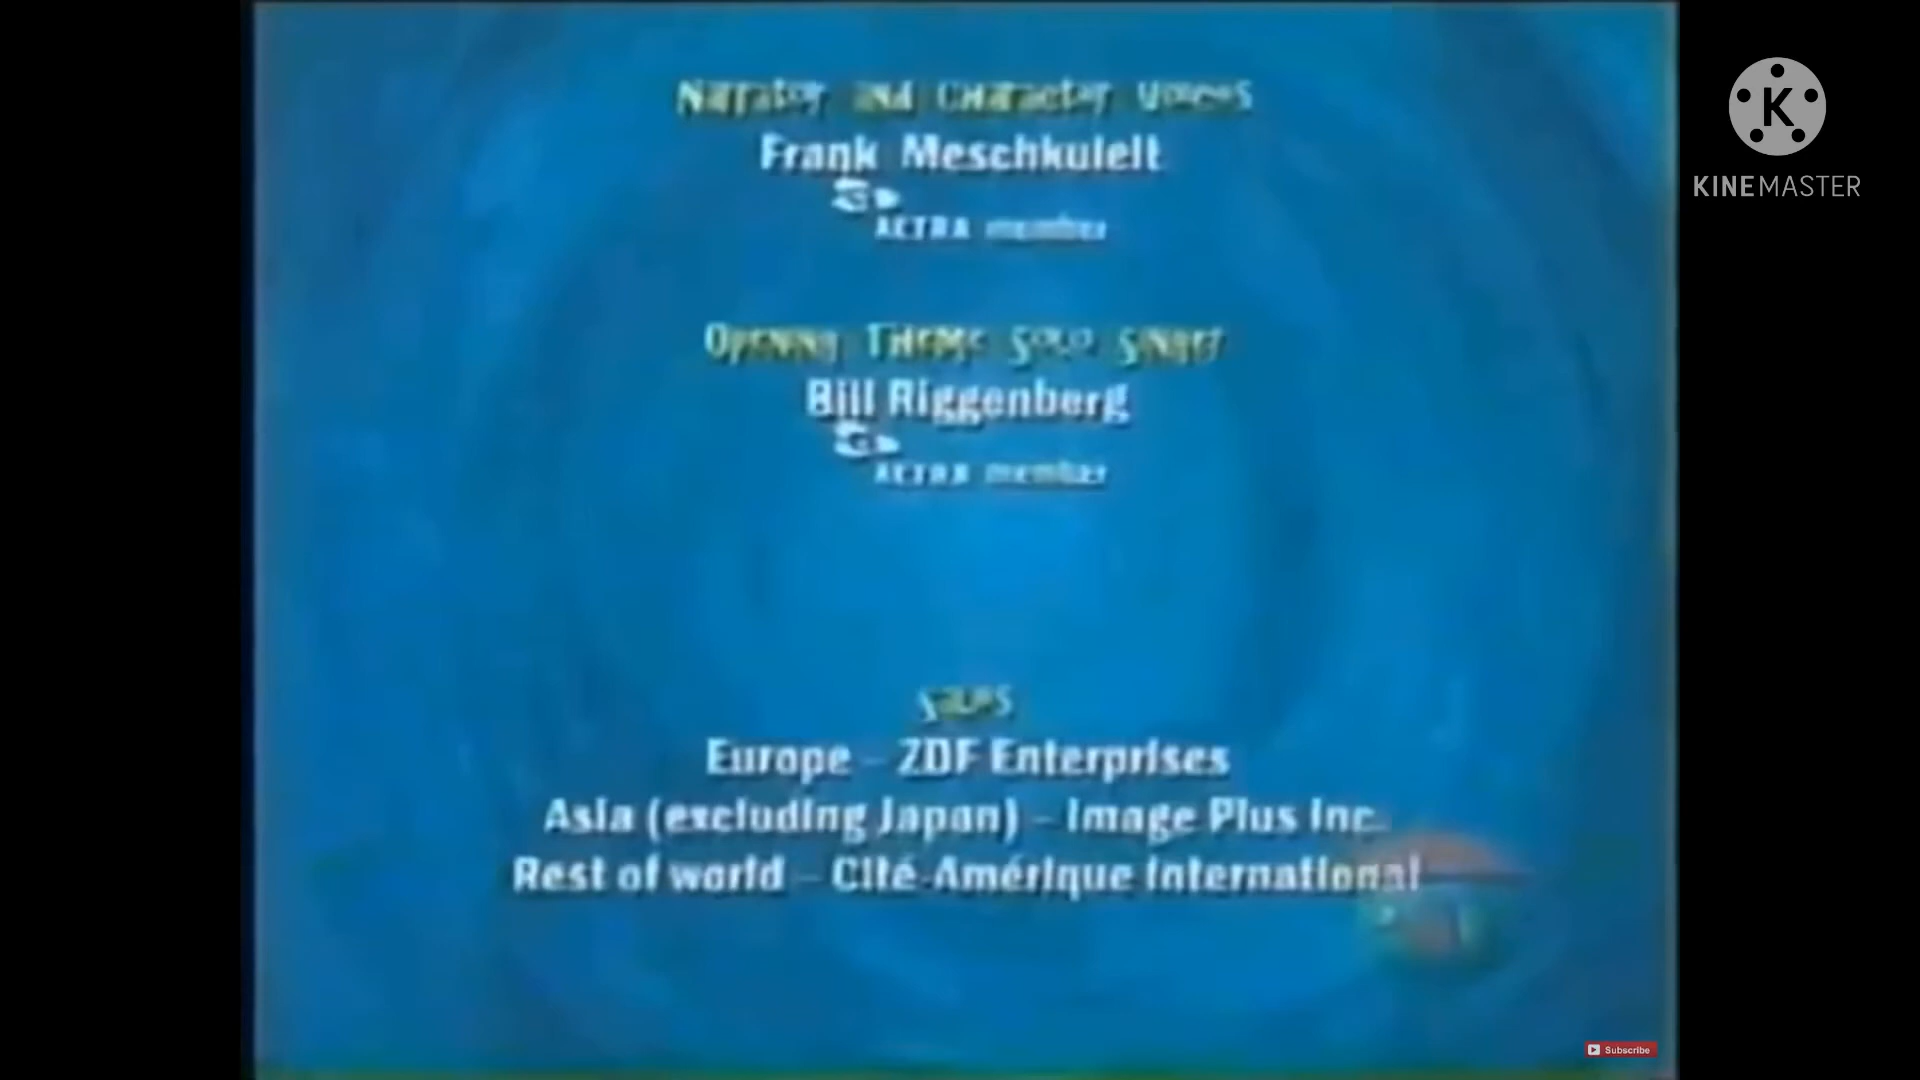 Narrator and Character Voices
Frank Meschkuleit
ACTRA member
Opening Theme Solo Singer
Bill Riggenberg
ACTRA member
Sales
Europe - ZDF Enterprises
Asia (excluding Japan) - Image Plus Inc.
Rest of world - Cité-Amérique International
K
KINEMASTER
Subscribe